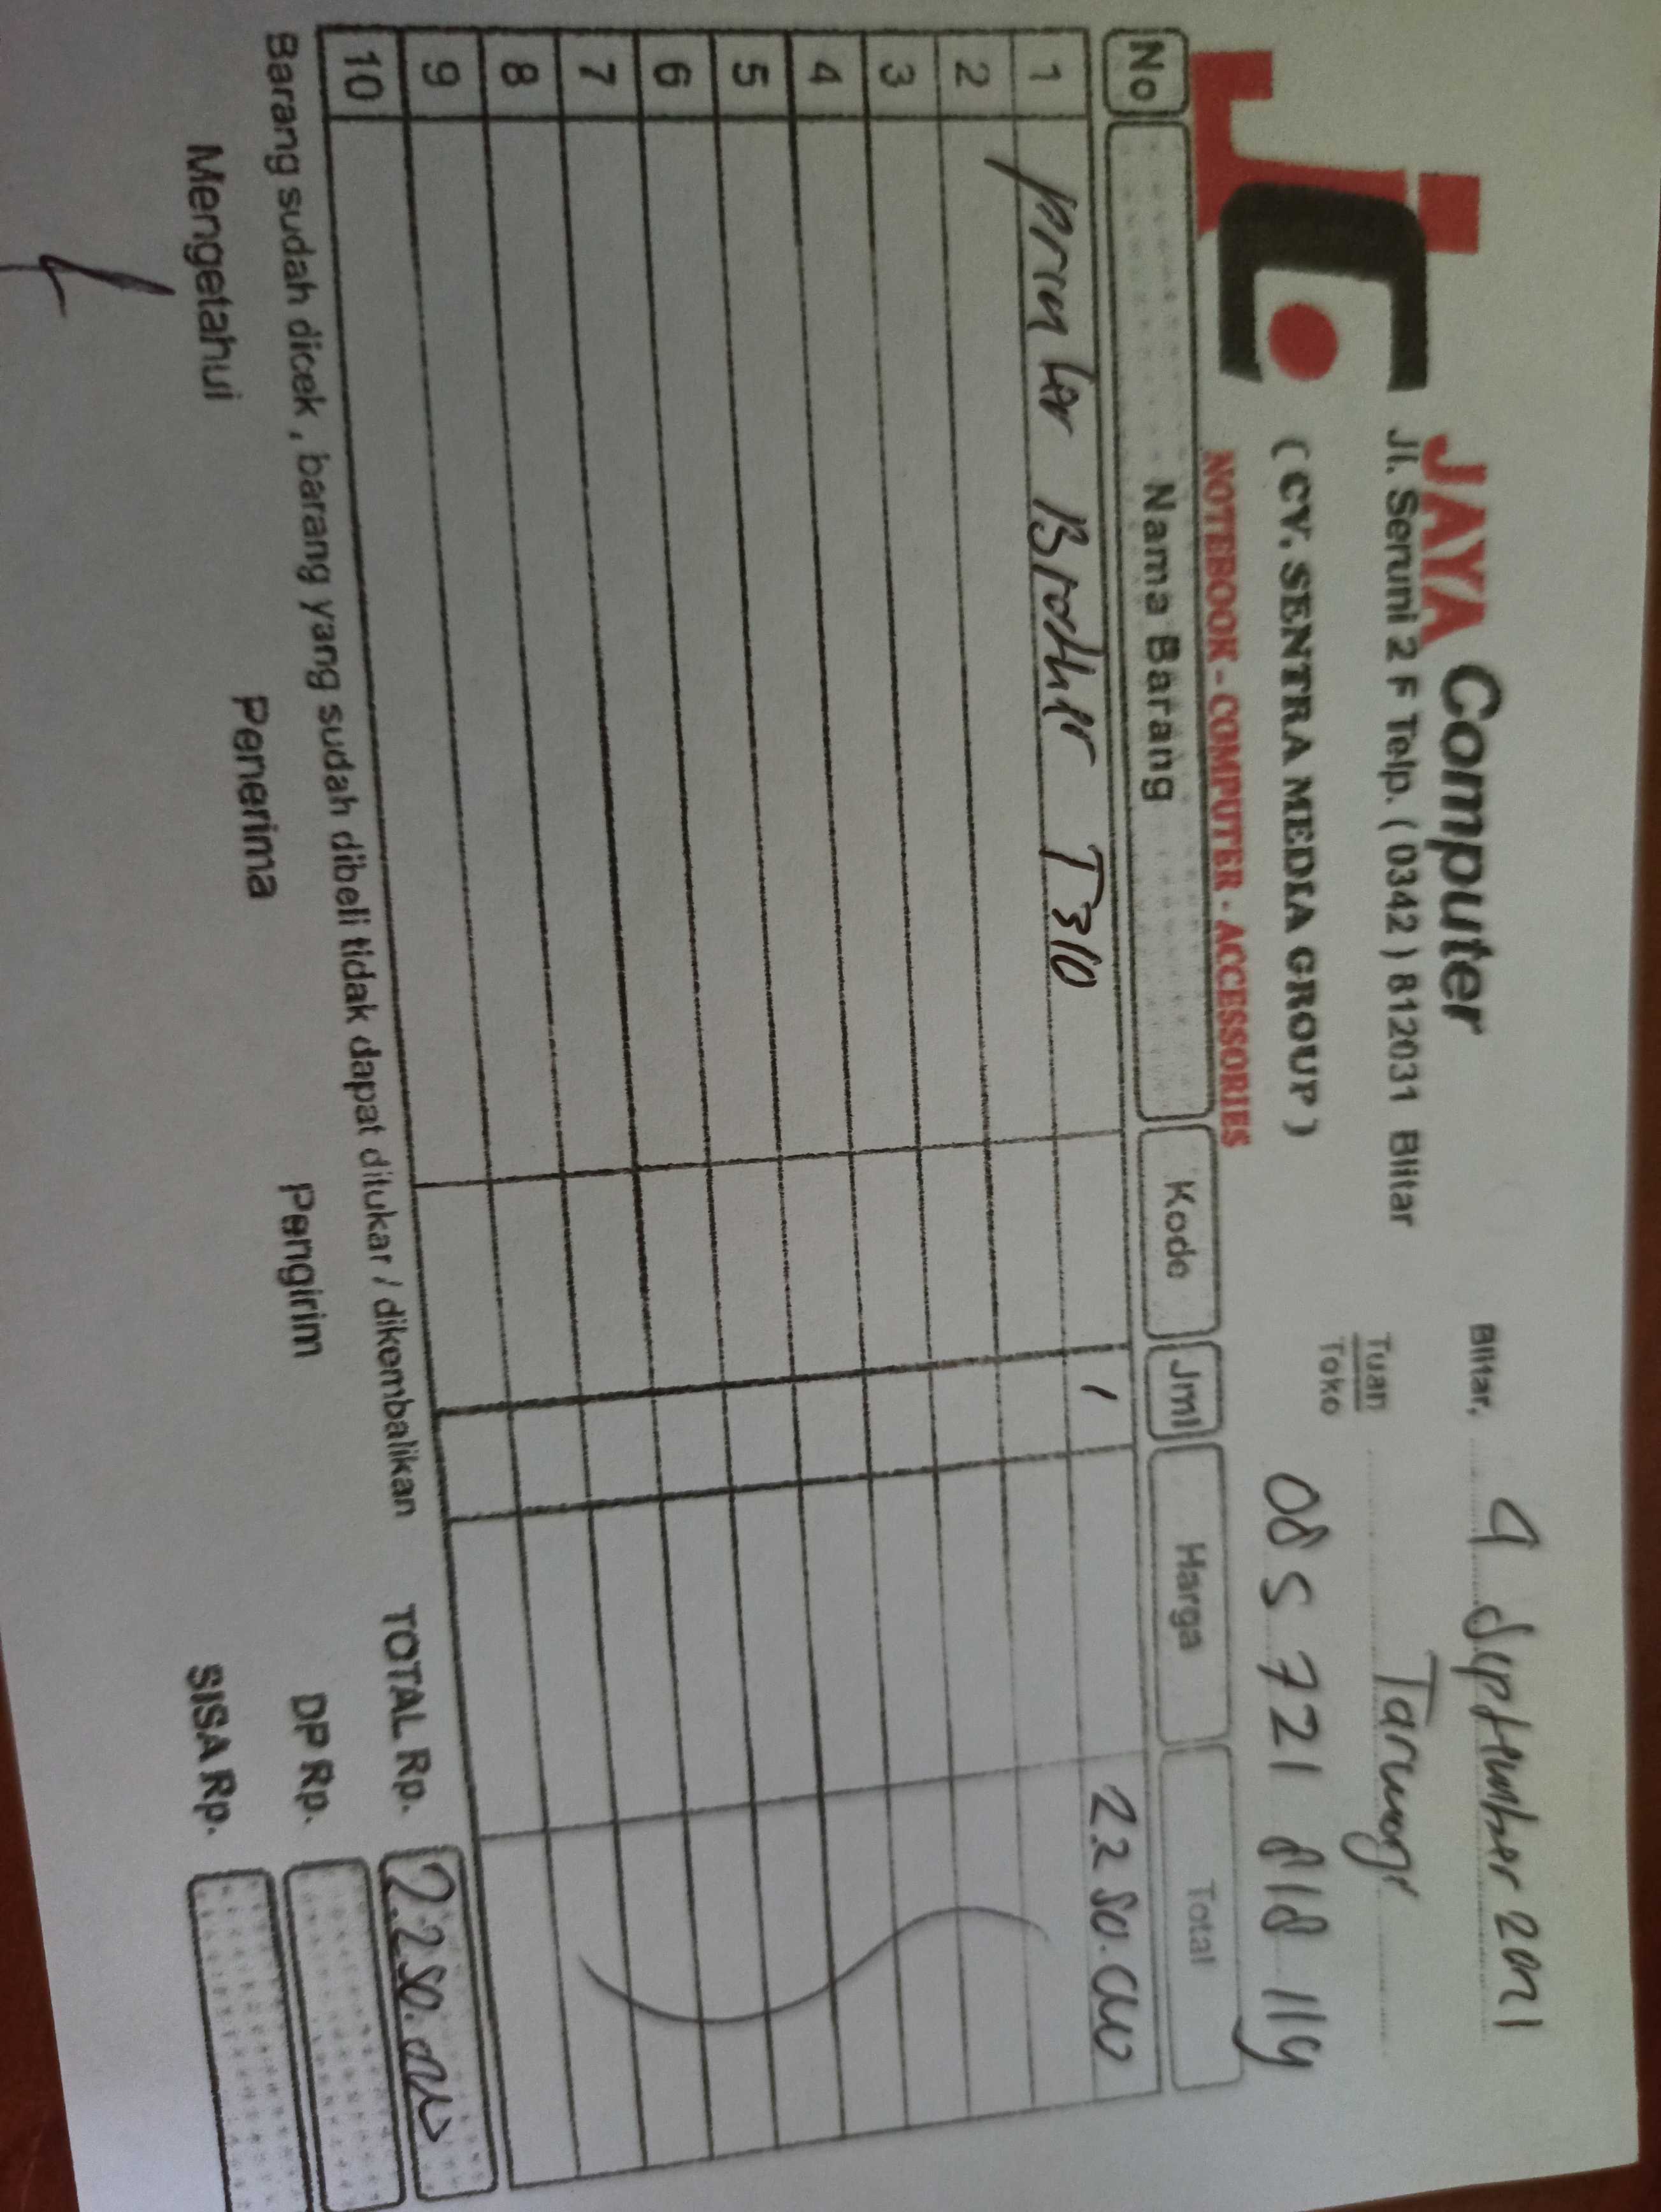 JC
JAYA Computer
Jl. Seruni 2 F Telp. ( 0342 ) 812031 Blitar
( CV. SENTRA MEDIA GROUP )
NOTEBOOK - COMPUTER - ACCESSORIES
Blitar, 4 September 2021
Tuan
Toko
085 721 818 119
No Nama Barang Kode Jml Harga Total
1 Printer Brother T310 1 2.250.000
2
3
4
5
6
7
8
9
10
Barang sudah dicek , barang yang sudah dibeli tidak dapat ditukar / dikembalikan
TOTAL Rp. 2.250.000
DP Rp.
SISA Rp.
Mengetahui Penerima Pengirim